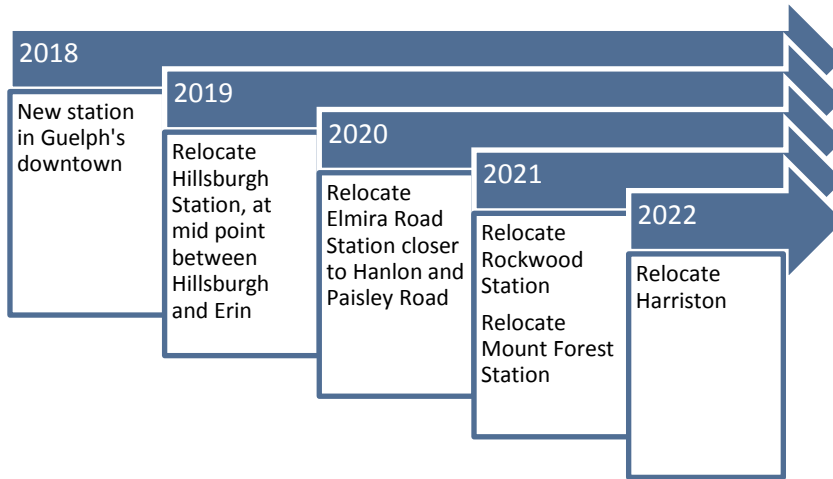 2018
New station
in Guelph's
downtown
2019
Relocate
Hillsburgh
Station, at
mid point
between
Hillsburgh
and Erin
2020
Relocate
Elmira Road
Station closer
to Hanlon and
Paisley Road
2021
Relocate
Rockwood
Station
Relocate
Mount Forest
Station
2022
Relocate
Harriston